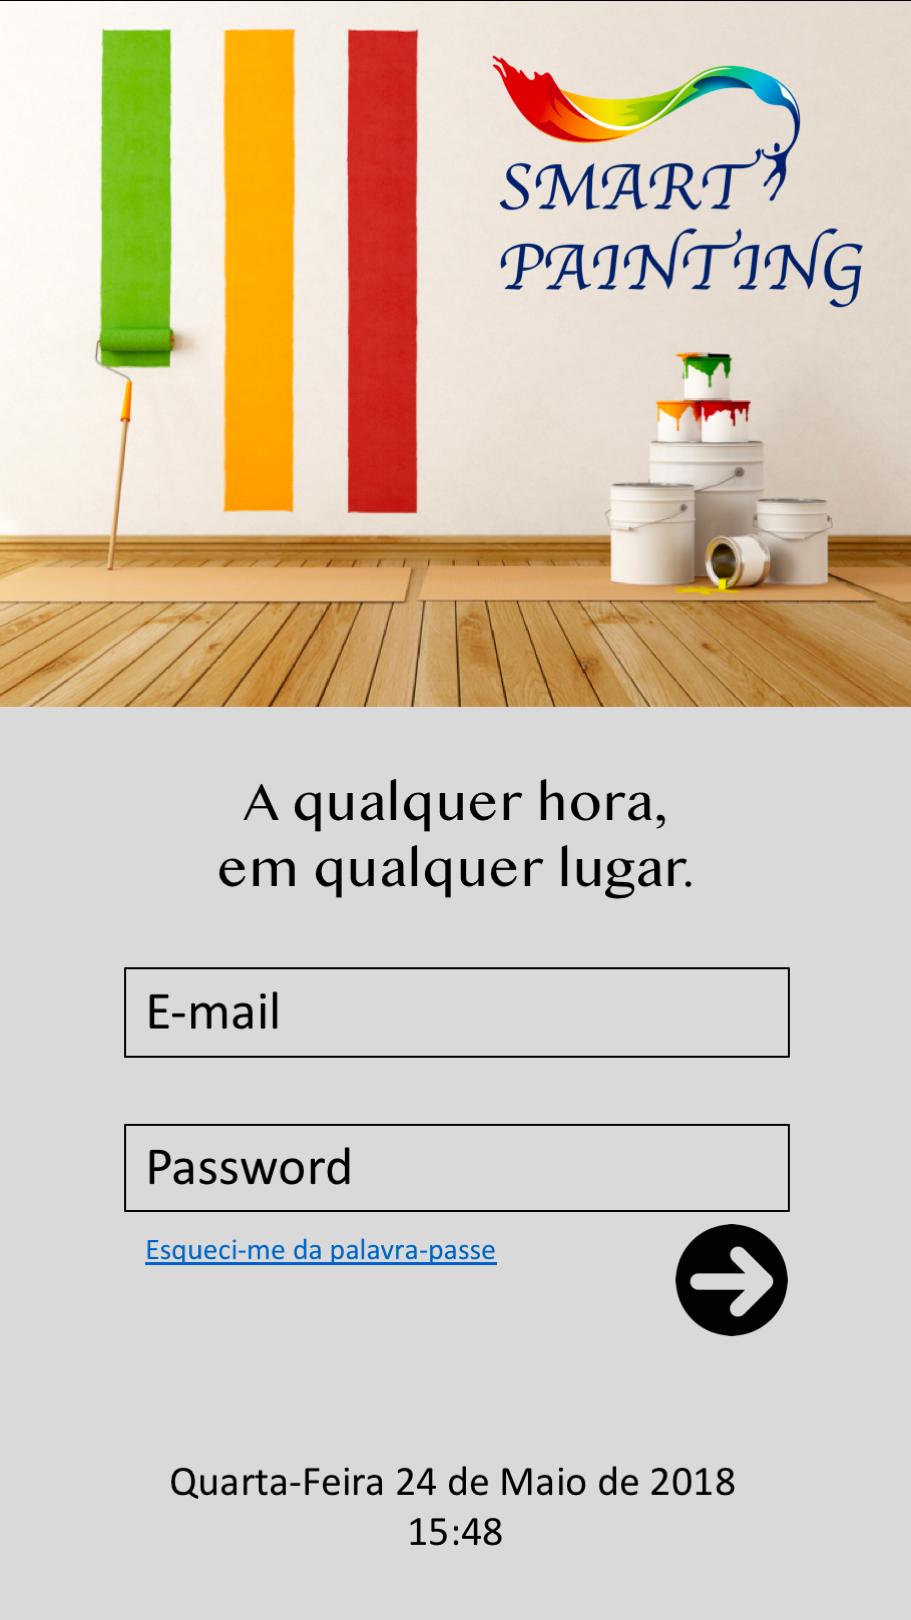 SMART
PAINTING
A qualquer hora,
em qualquer lugar.
E-mail
Password
Esqueci-me da palavra-passe
Quarta-Feira 24 de Maio de 2018
15:48